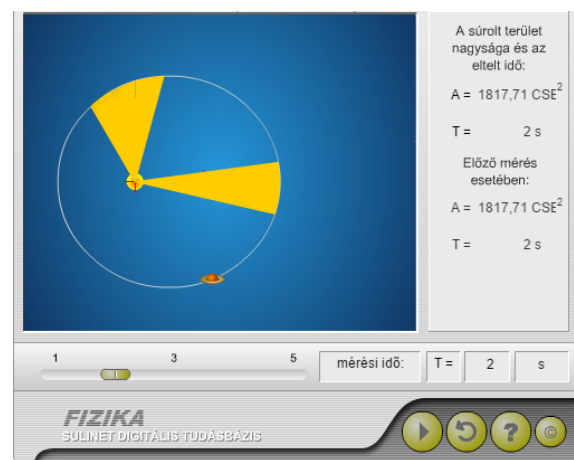 A súrolt terület
nagysága és az
eltelt idő:
A = 1817,71 CSE²
T = 2 s
Előző mérés
esetében:
A = 1817,71 CSE²
T = 2 s
1 3 5
mérési idő: T = 2 s
FIZIKA
SULINET DIGITÁLIS TUDÁSBÁZIS
? ©